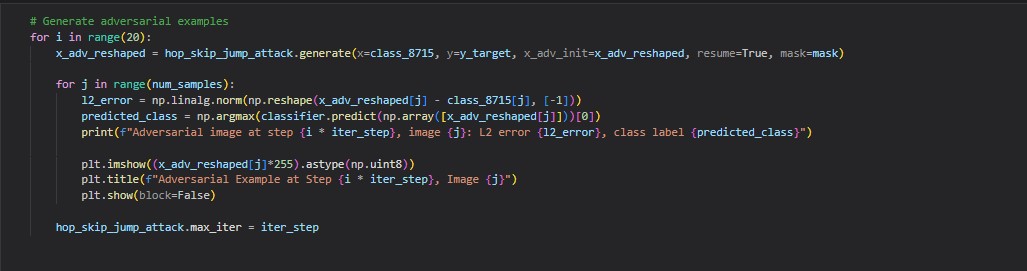 # Generate adversarial examples
for i in range(20):
x_adv_reshaped = hop_skip_jump_attack.generate(x=class_8715, y=y_target, x_adv_init=x_adv_reshaped, resume=True, mask=mask)
for j in range(num_samples):
l2_error = np.linalg.norm(np.reshape(x_adv_reshaped[j] - class_8715[j], [-1]))
predicted_class = np.argmax(classifier.predict(np.array([x_adv_reshaped[j]]))[0])
print(f"Adversarial image at step {i * iter_step}, image {j}: L2 error {l2_error}, class label {predicted_class}")
plt.imshow((x_adv_reshaped[j]*255).astype(np.uint8))
plt.title(f"Adversarial Example at Step {i * iter_step}, Image {j}")
plt.show(block=False)
hop_skip_jump_attack.max_iter = iter_step